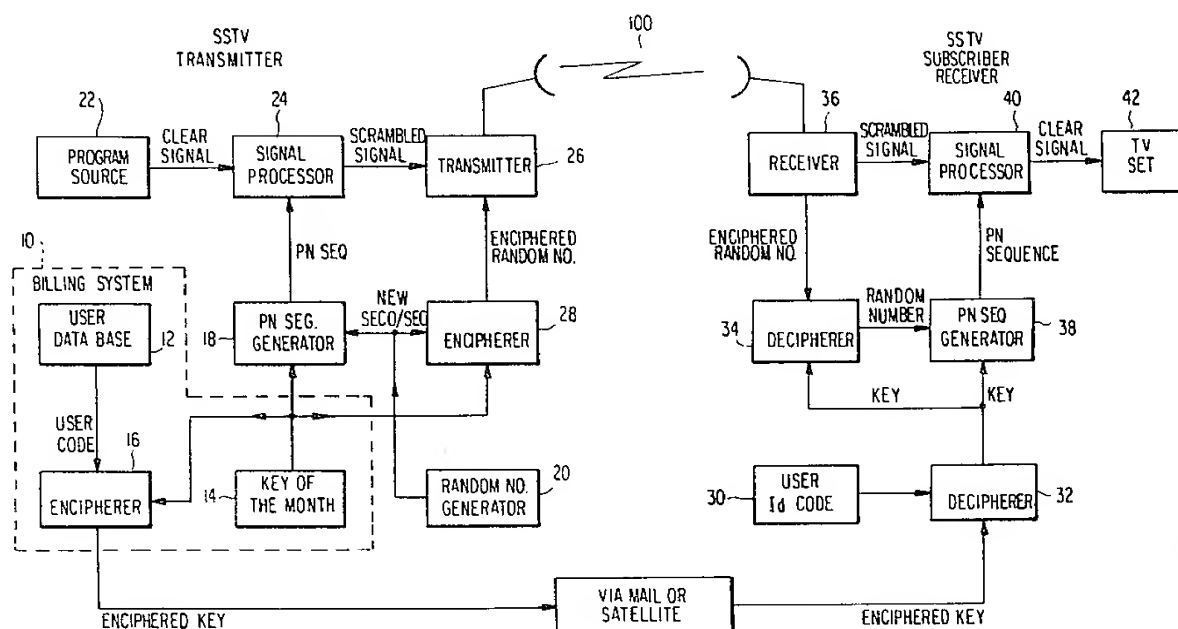 SSTV
TRANSMITTER
100
SSTV
SUBSCRIBER
RECEIVER
22
PROGRAM
SOURCE
CLEAR
SIGNAL
24
SIGNAL
PROCESSOR
SCRAMBLED
SIGNAL
TRANSMITTER
26
36
RECEIVER
SCRAMBLED
SIGNAL
40
SIGNAL
PROCESSOR
CLEAR
SIGNAL
42
TV
SET
10
BILLING SYSTEM
PN SEQ
ENCIPHERED
RANDOM NO.
ENCIPHERED
RANDOM NO.
PN
SEQUENCE
USER
DATA BASE
12
18
PN SEG.
GENERATOR
NEW
SECO/SEC
ENCIPHERER
28
34
DECIPHERER
RANDOM
NUMBER
PN SEQ
GENERATOR
38
KEY
KEY
USER
CODE
16
ENCIPHERER
14
KEY OF
THE MONTH
RANDOM NO.
GENERATOR
20
30
USER
Id CODE
DECIPHERER
32
ENCIPHERED KEY
VIA MAIL OR
SATELLITE
ENCIPHERED KEY